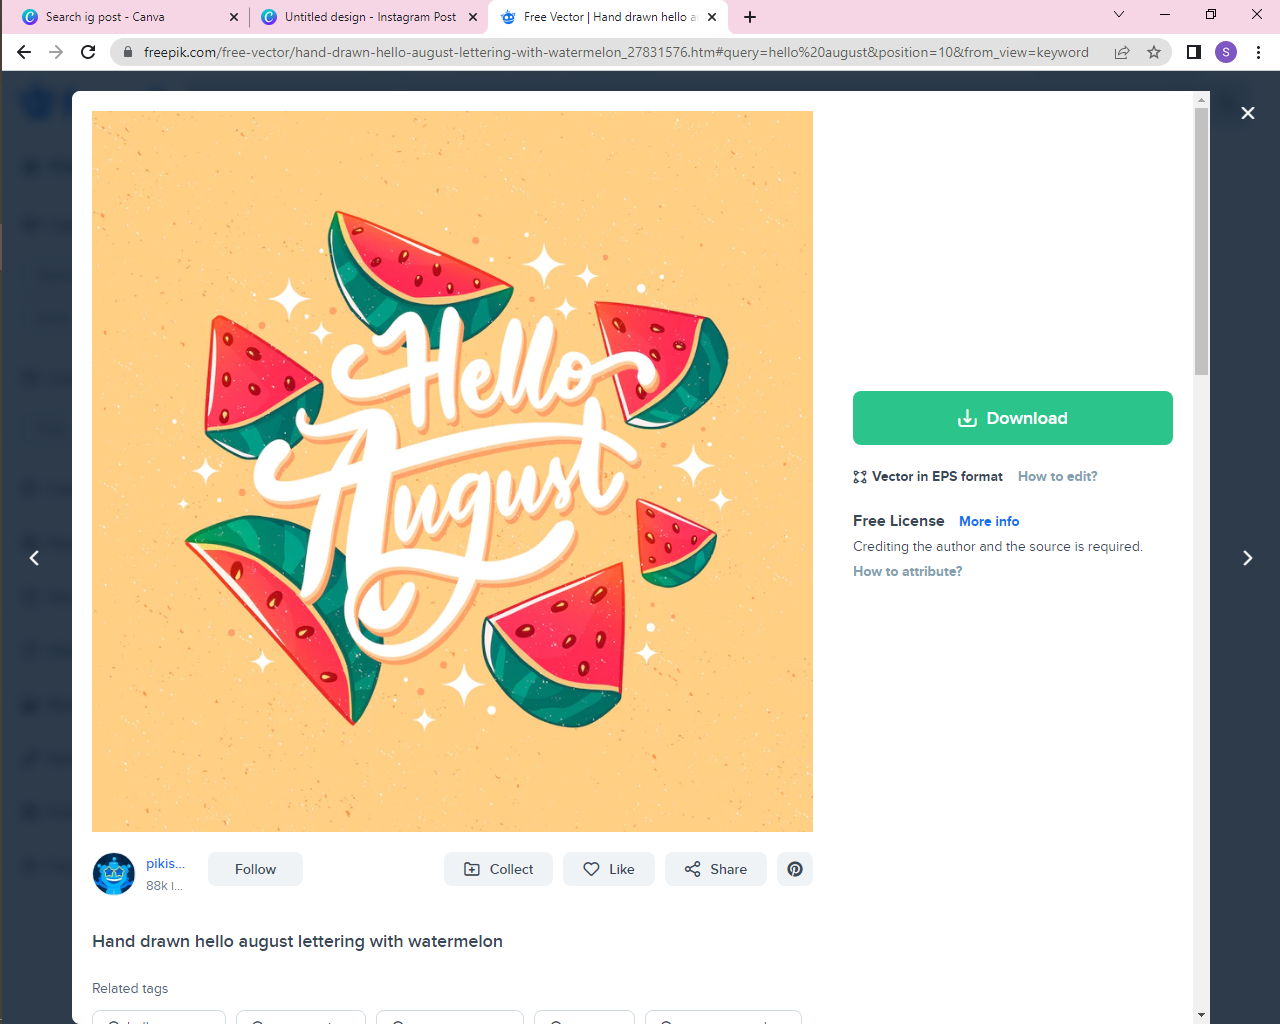 Search ig post - Canva
Untitled design - Instagram Post
Free Vector | Hand drawn hello a
freepik.com/free-vector/hand-drawn-hello-august-lettering-with-watermelon_27831576.htm#query=hello%20august&position=10&from_view=keyword
S
Hello
August
Download
Vector in EPS format How to edit?
Free License More info
Crediting the author and the source is required.
How to attribute?
pikis...
88k
Follow
Collect
Like
Share
Hand drawn hello august lettering with watermelon
Related tags